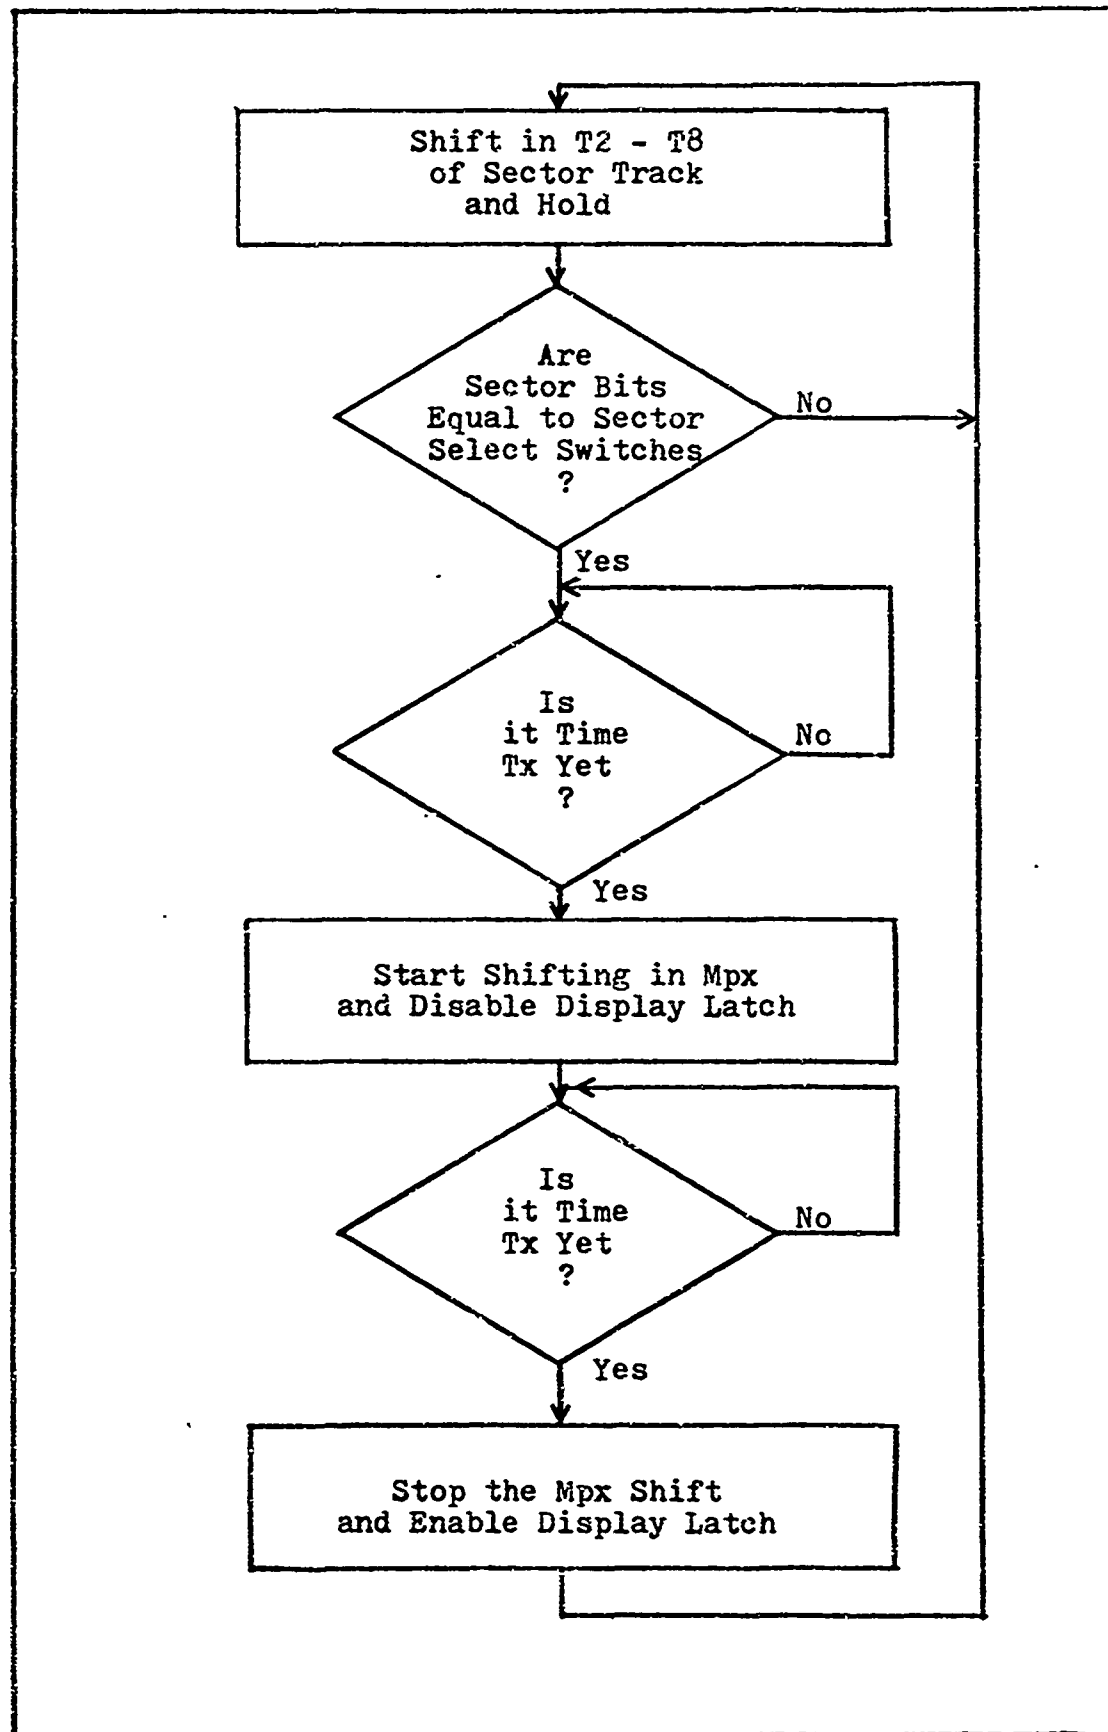 Shift in T2 - T8
of Sector Track
and Hold
Are
Sector Bits
Equal to Sector
Select Switches
?
No
Yes
Is
it Time
Tx Yet
?
No
Yes
Start Shifting in Mpx
and Disable Display Latch
Is
it Time
Tx Yet
?
No
Yes
Stop the Mpx Shift
and Enable Display Latch